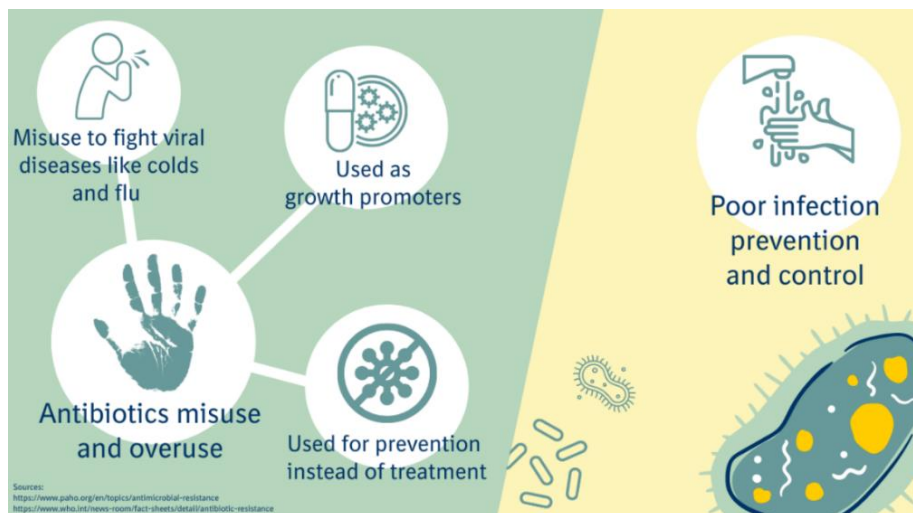 Misuse to fight viral
diseases like colds
and flu
Used as
growth promoters
Antibiotics misuse
and overuse
Used for prevention
instead of treatment
Poor infection
prevention
and control
Sources:
https://www.paho.org/en/topics/antimicrobial-resistance
https://www.who.int/news-room/fact-sheets/detail/antibiotic-resistance